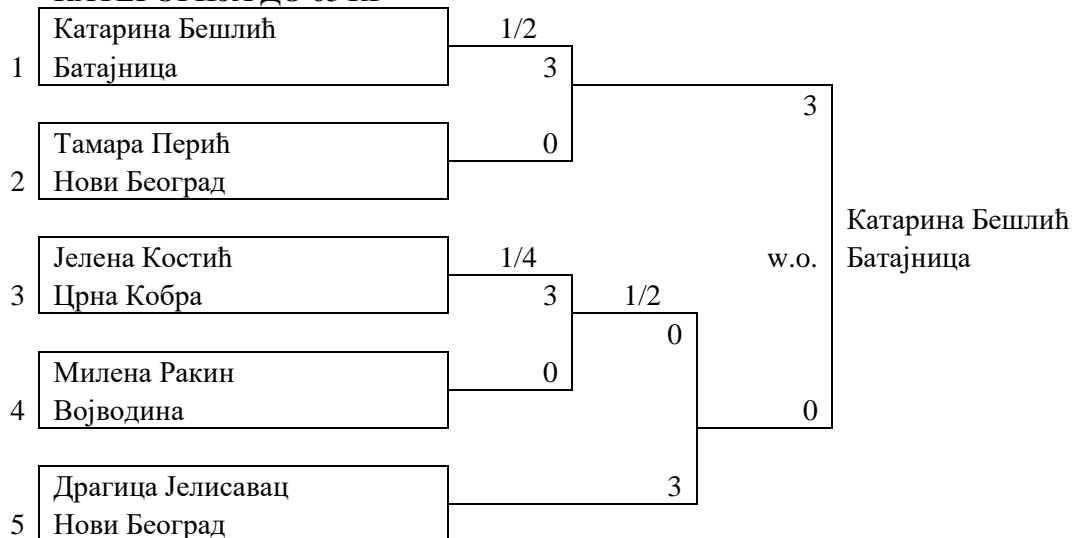 Катарина Бешлић 1/2
1 Батајница 3
3
Тамара Перић 0
2 Нови Београд
Катарина Бешлић
Јелена Костић 1/4 w.o. Батајница
3 Црна Кобра 3 1/2
0
Милена Ракин 0
4 Војводина 0
Драгица Јелисавац 3
5 Нови Београд